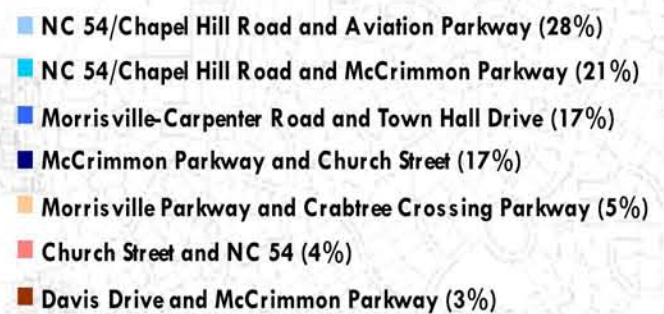 NC 54/Chapel Hill Road and Aviation Parkway (28%)
NC 54/Chapel Hill Road and McCrimmon Parkway (21%)
Morrisville-Carpenter Road and Town Hall Drive (17%)
McCrimmon Parkway and Church Street (17%)
Morrisville Parkway and Crabtree Crossing Parkway (5%)
Church Street and NC 54 (4%)
Davis Drive and McCrimmon Parkway (3%)